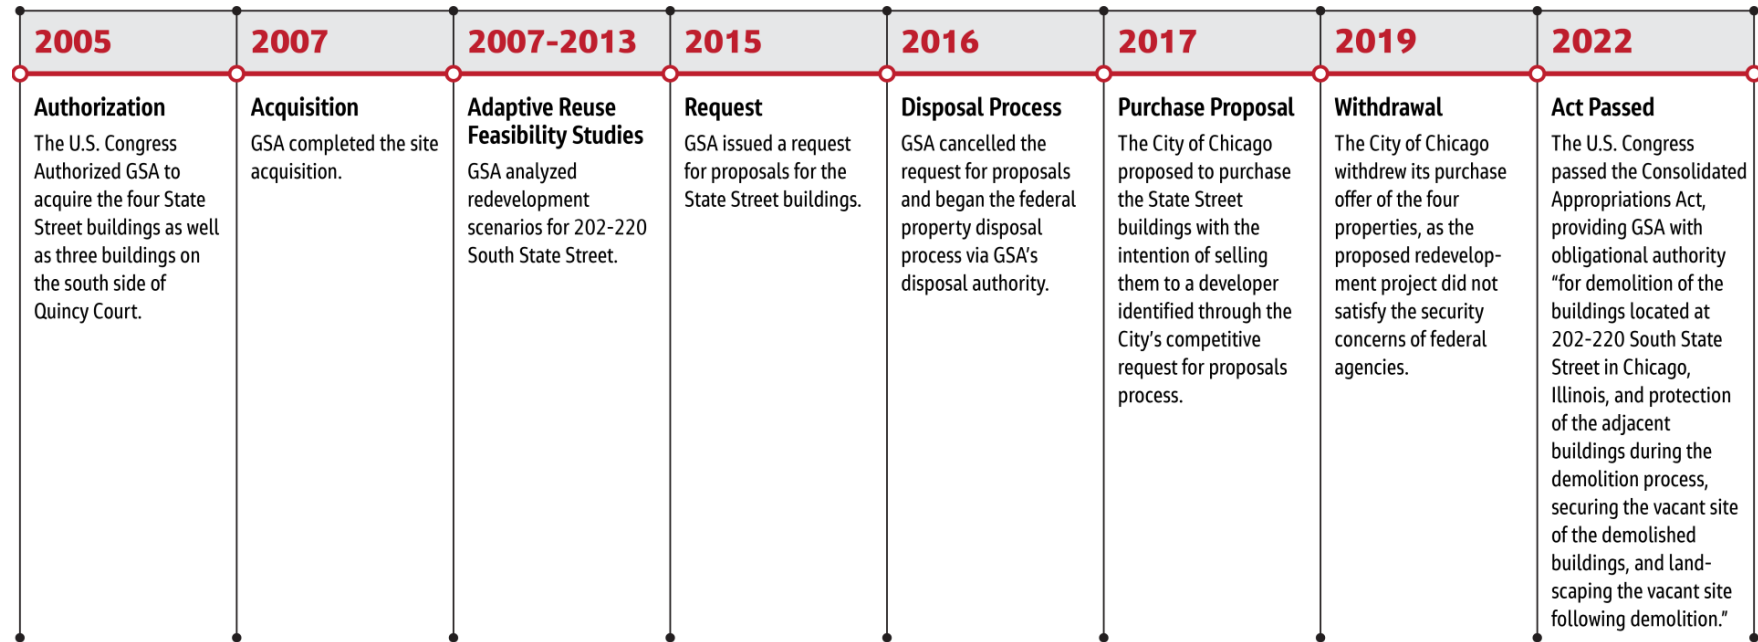 2005
Authorization
The U.S. Congress
Authorized GSA to
acquire the four State
Street buildings as well
as three buildings on
the south side of
Quincy Court.
2007
Acquisition
GSA completed the site
acquisition.
2007-2013
Adaptive Reuse
Feasibility Studies
GSA analyzed
redevelopment
scenarios for 202-220
South State Street.
2015
Request
GSA issued a request
for proposals for the
State Street buildings.
2016
Disposal Process
GSA cancelled the
request for proposals
and began the federal
property disposal
process via GSA’s
disposal authority.
2017
Purchase Proposal
The City of Chicago
proposed to purchase
the State Street
buildings with the
intention of selling
them to a developer
identified through the
City’s competitive
request for proposals
process.
2019
Withdrawal
The City of Chicago
withdrew its purchase
offer of the four
properties, as the
proposed redevelop-
ment project did not
satisfy the security
concerns of federal
agencies.
2022
Act Passed
The U.S. Congress
passed the Consolidated
Appropriations Act,
providing GSA with
obligational authority
“for demolition of the
buildings located at
202-220 South State
Street in Chicago,
Illinois, and protection
of the adjacent
buildings during the
demolition process,
securing the vacant site
of the demolished
buildings, and land-
scaping the vacant site
following demolition.”